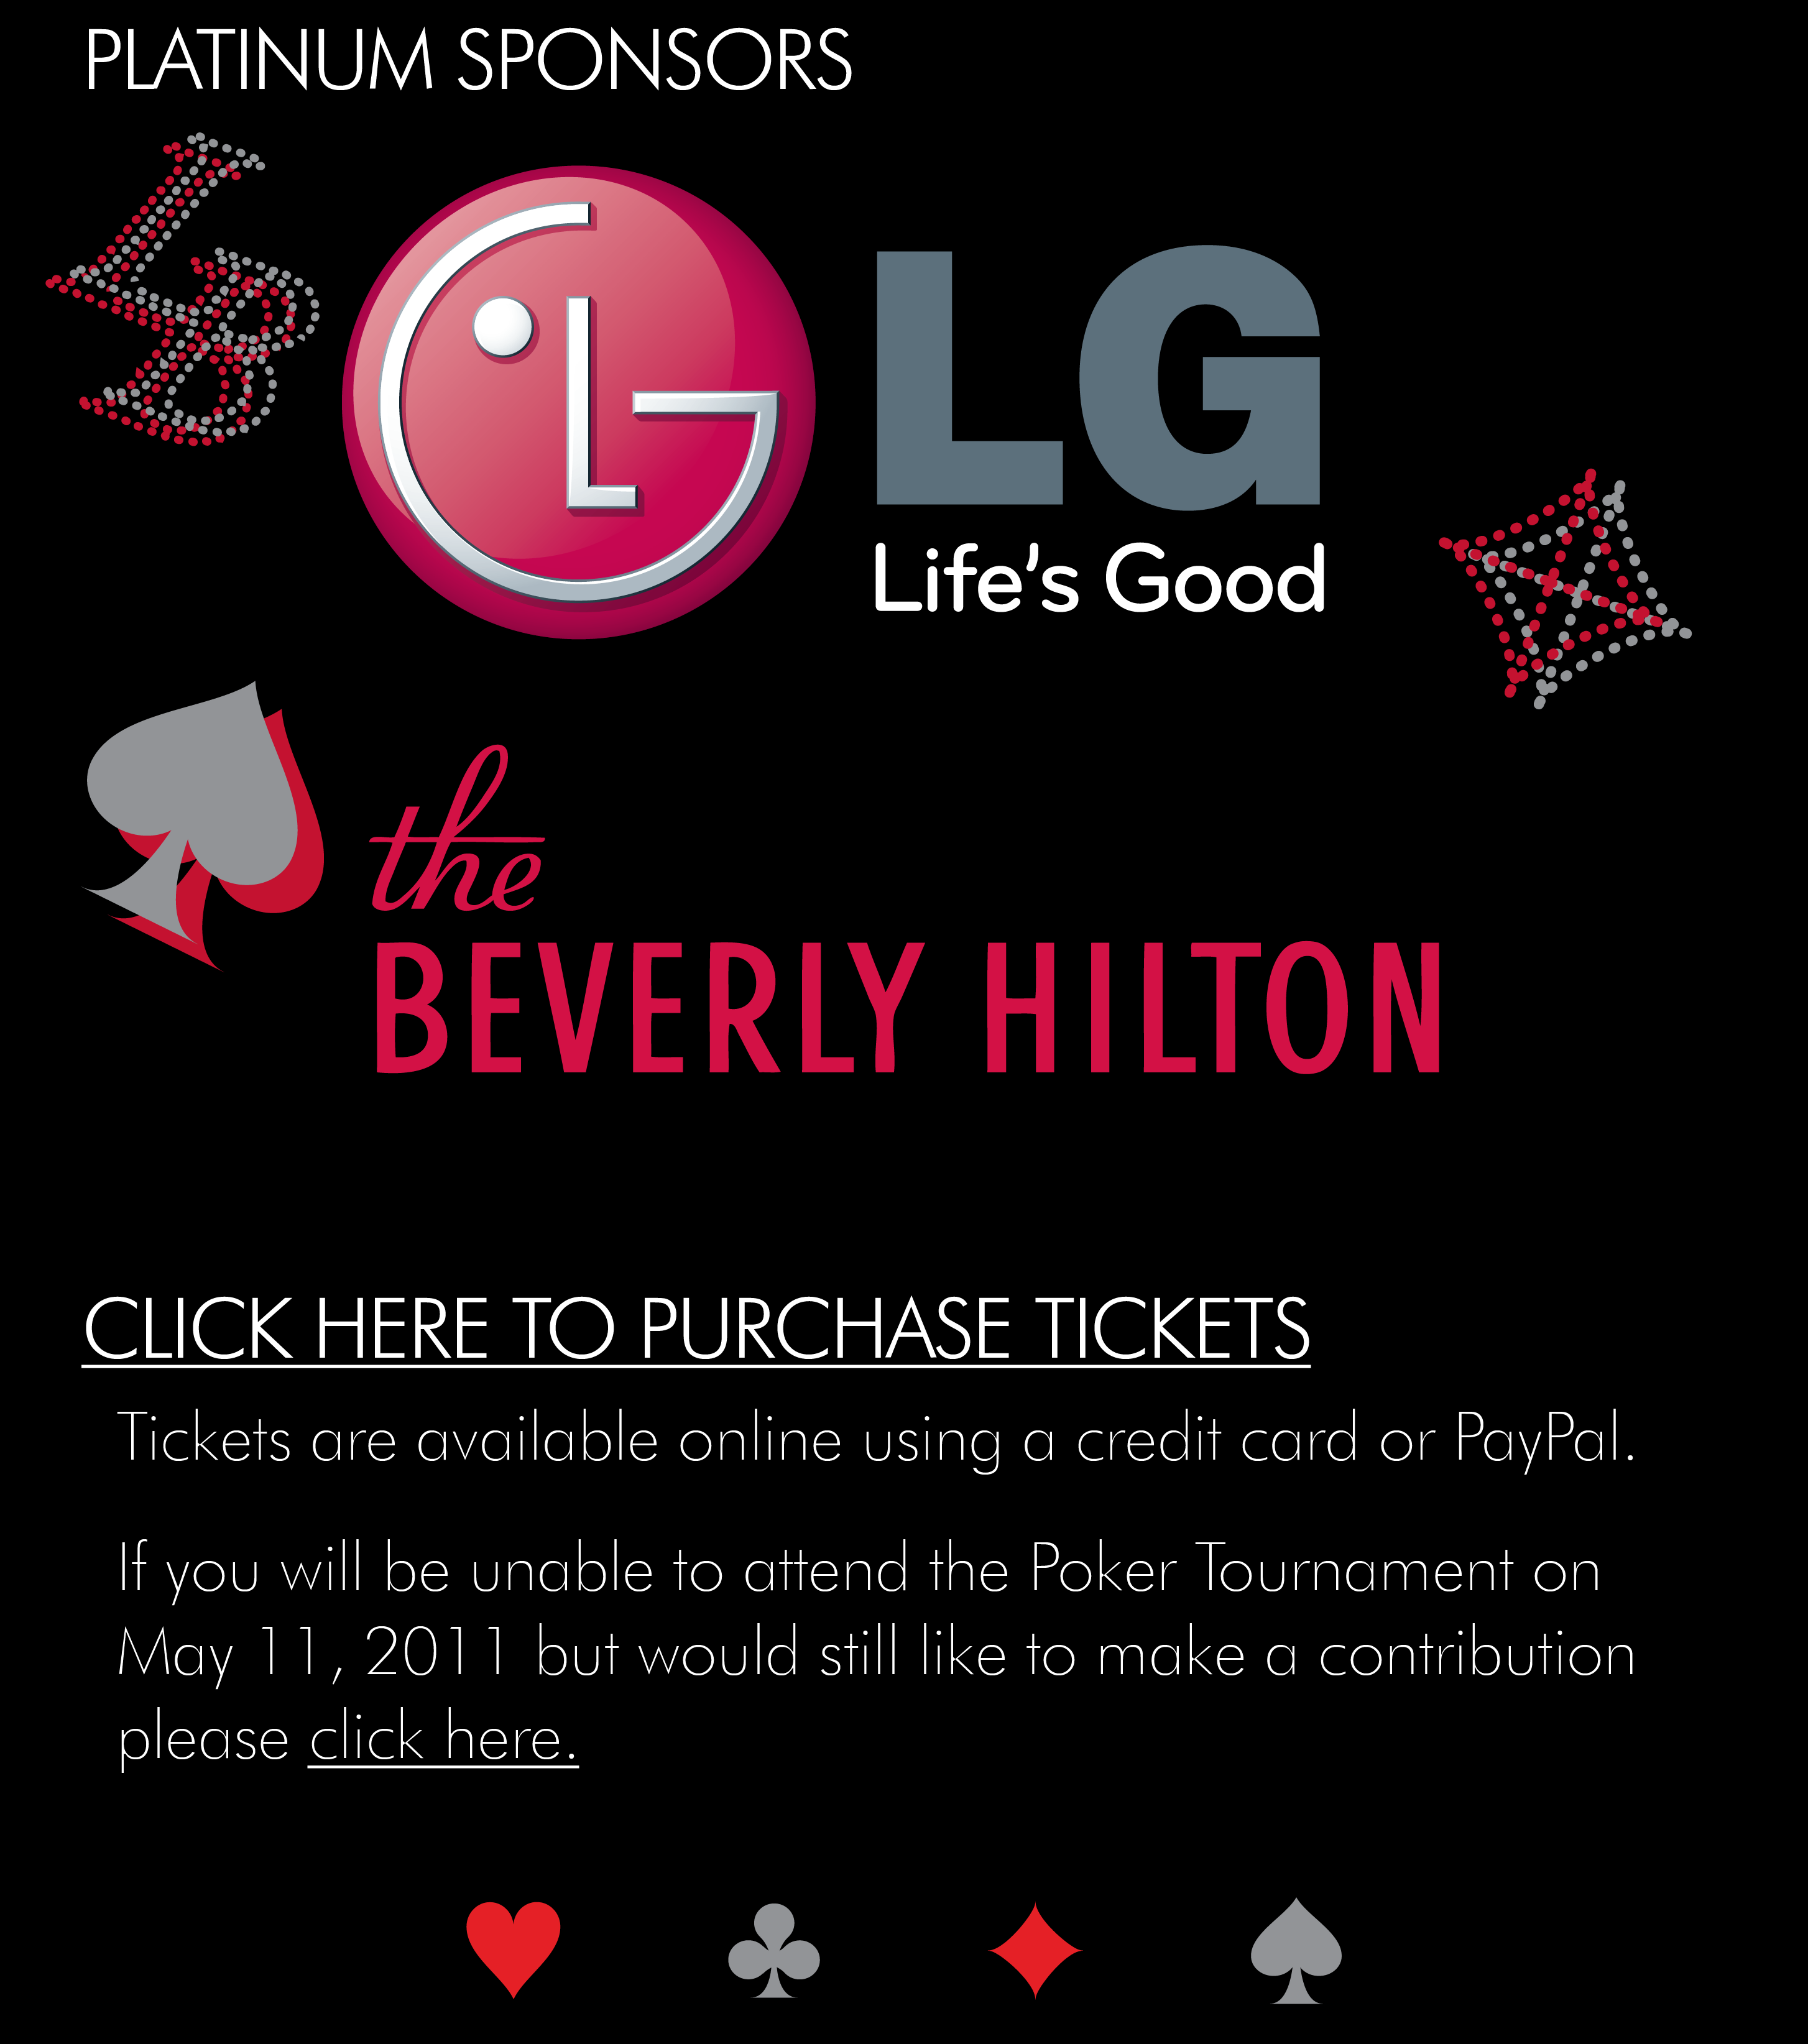 PLATINUM SPONSORS
LG
LG
Life's Good
the
BEVERLY HILTON
CLICK HERE TO PURCHASE TICKETS
Tickets are available online using a credit card or PayPal.
If you will be unable to attend the Poker Tournament on
May 11, 2011 but would still like to make a contribution
please click here.